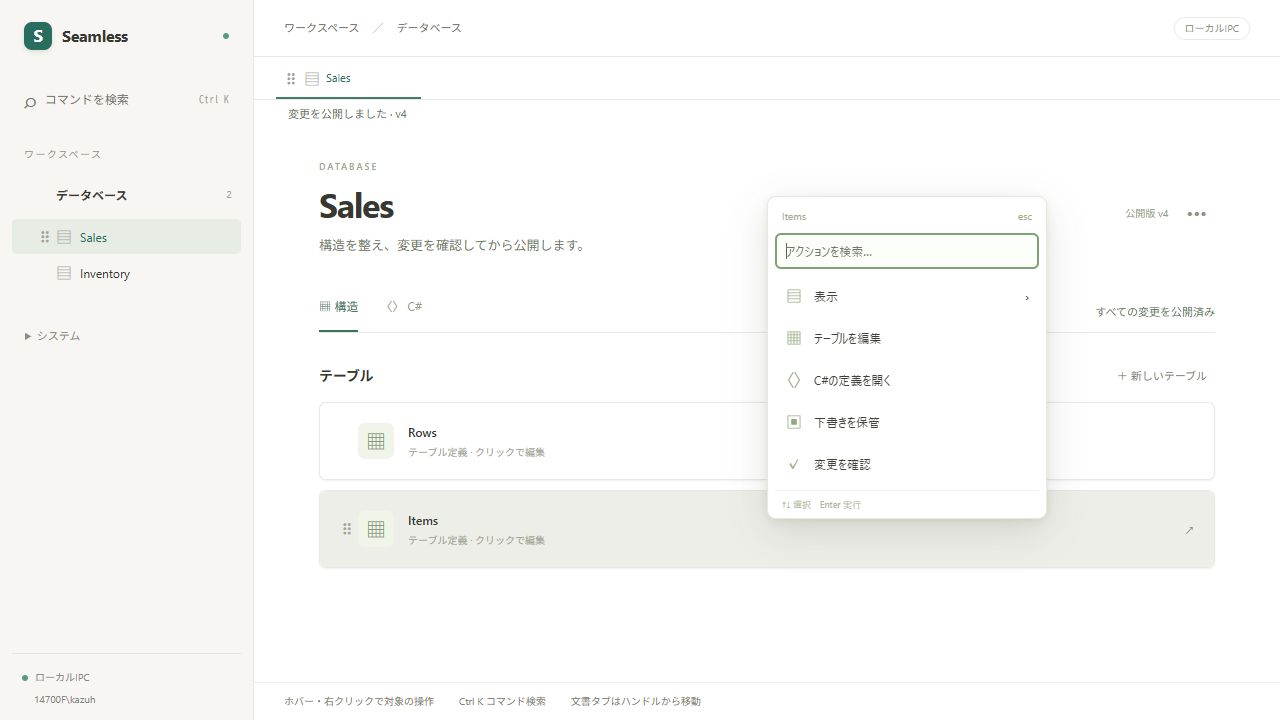 S Seamless
コマンドを検索 Ctrl K
ワークスペース
データベース 2
Sales
Inventory
システム
ローカルIPC
14700F\kazuh
ワークスペース ／ データベース
ローカルIPC
Sales
変更を公開しました · v4
DATABASE
Sales
構造を整え、変更を確認してから公開します。
公開版 v4
構造 C#
すべての変更を公開済み
テーブル
+ 新しいテーブル
Rows
テーブル定義 · クリックで編集
Items
テーブル定義 · クリックで編集
Items esc
アクションを検索...
表示 ›
テーブルを編集
C#の定義を開く
下書きを保管
変更を確認
↑↓ 選択 Enter 実行
ホバー・右クリックで対象の操作 Ctrl K コマンド検索 文書タブはハンドルから移動